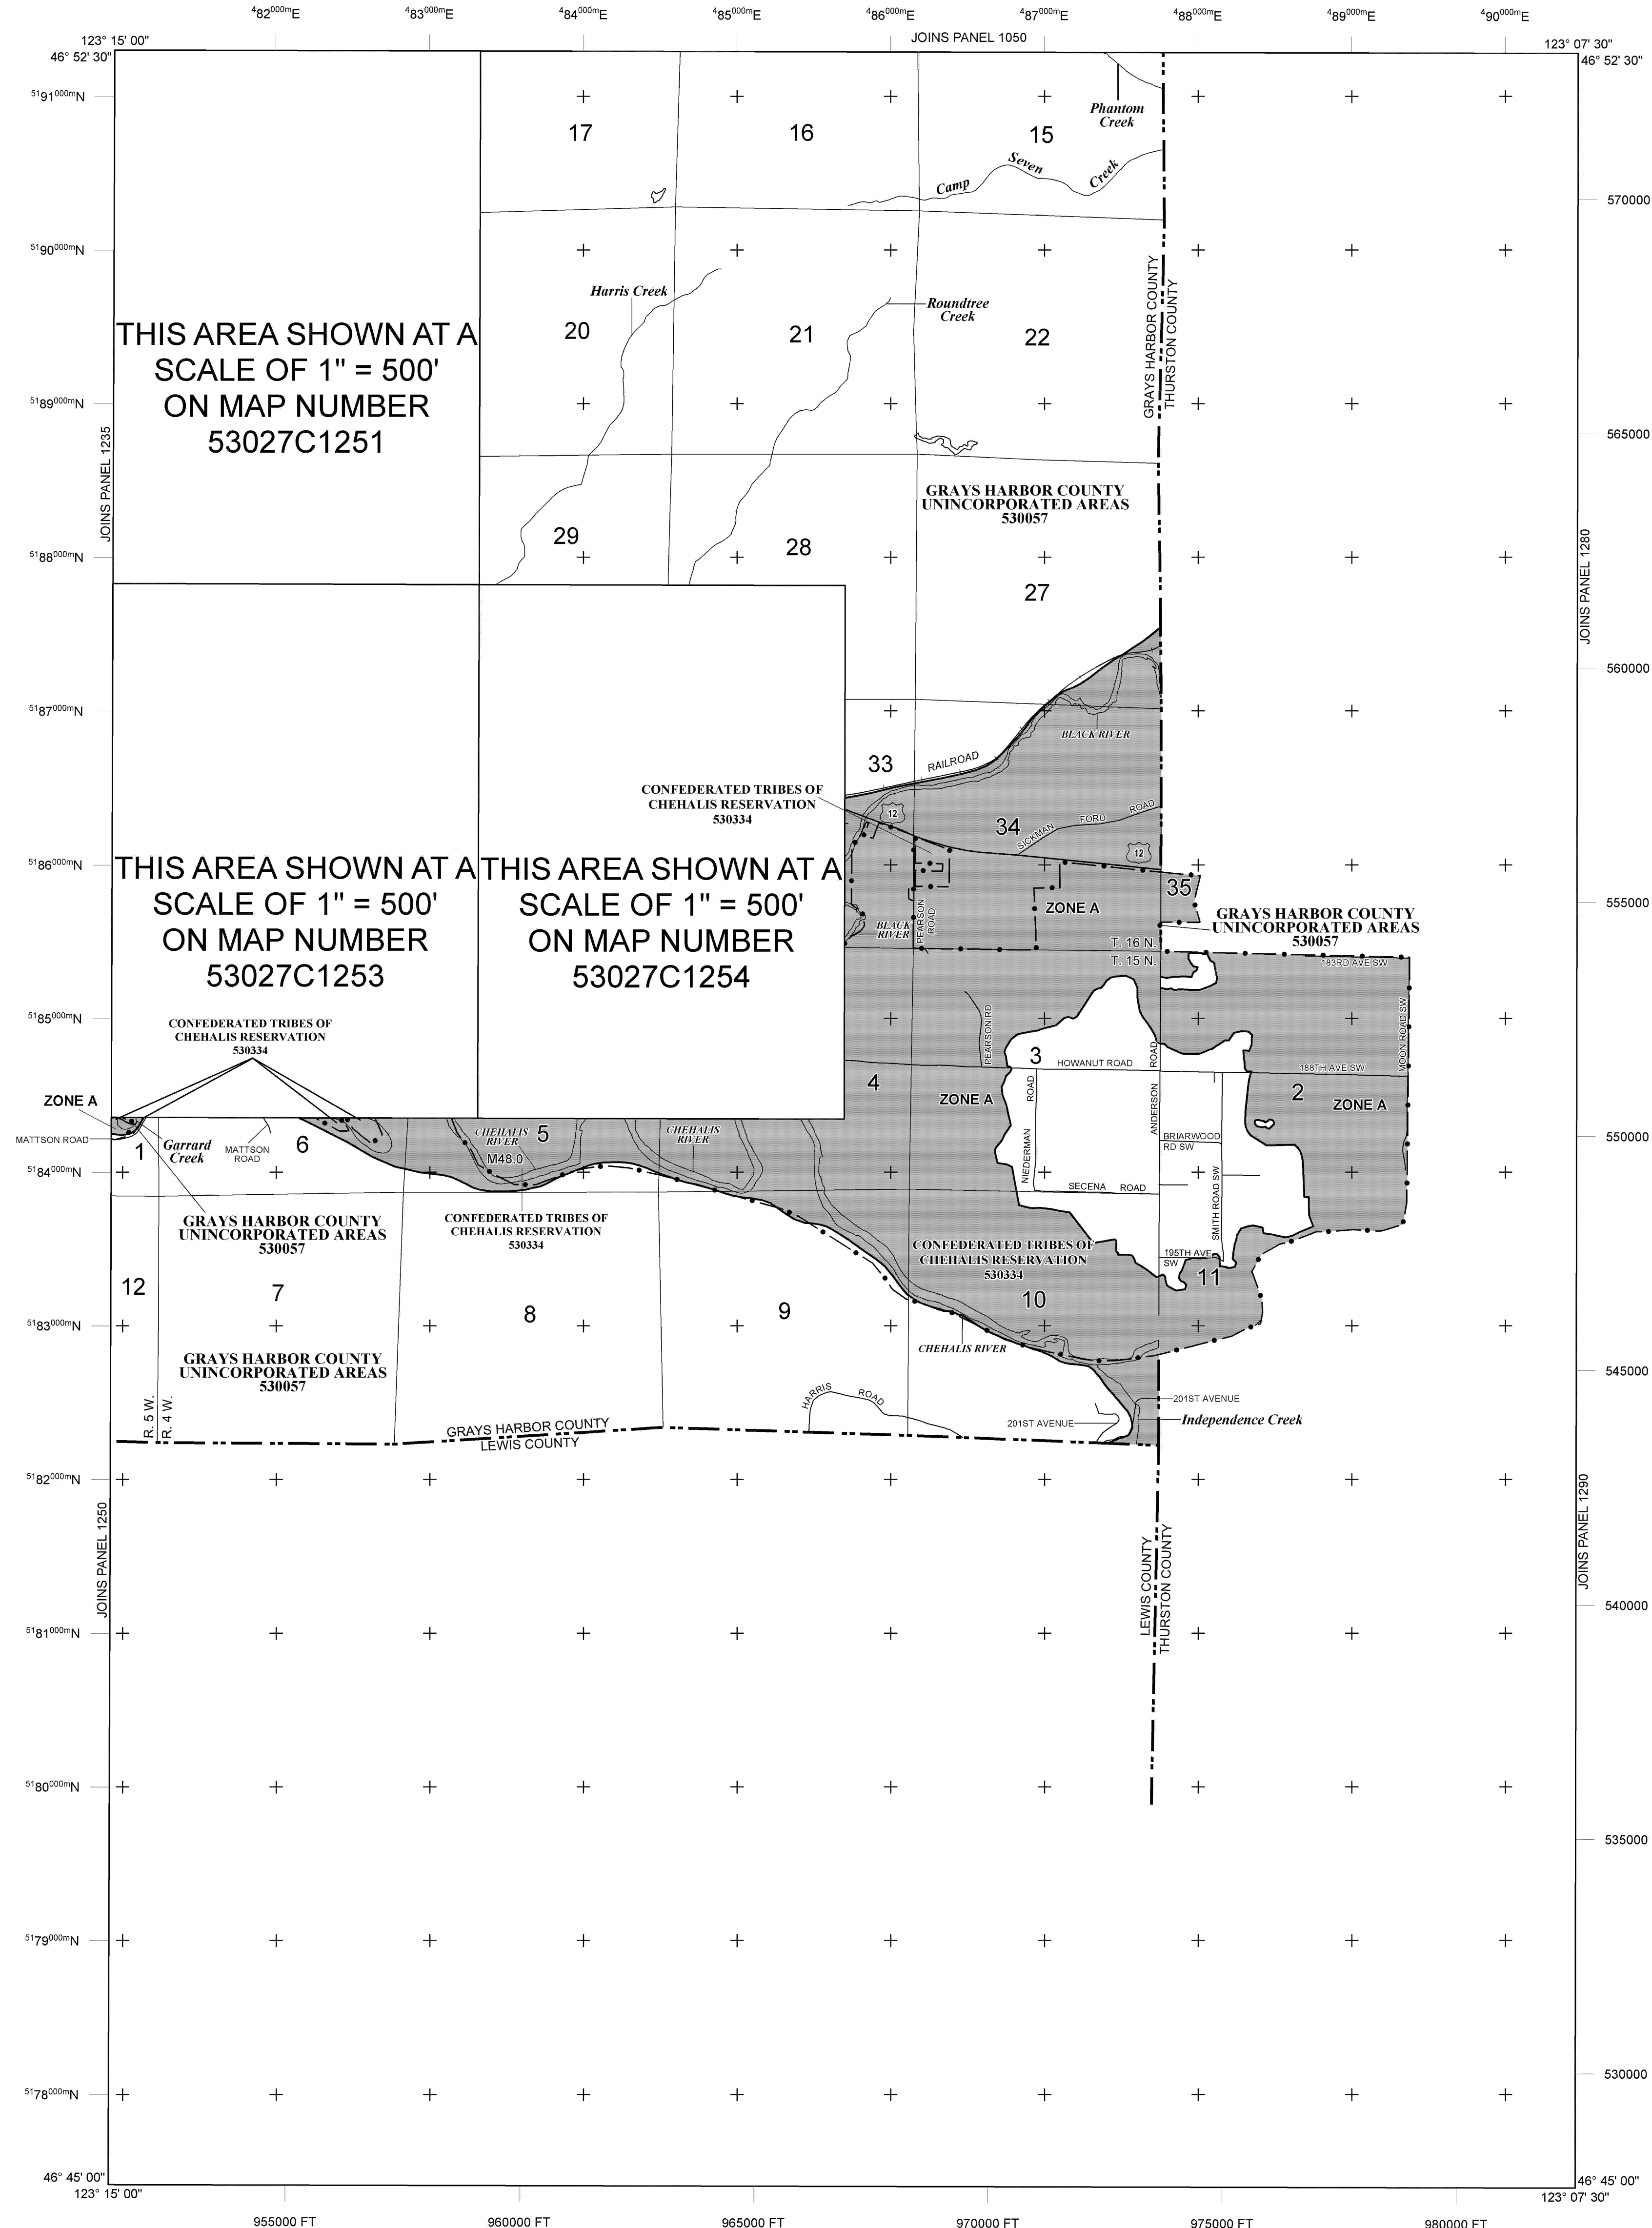 482000mE
483000mE
484000mE
485000mE
486000mE
487000mE
488000mE
489000mE
490000mE
123° 15' 00"
JOINS PANEL 1050
123° 07' 30"
46° 52' 30"
46° 52' 30"
5191000mN
Phantom
Creek
17
16
15
Camp Seven Creek
570000
5190000mN
GRAYS HARBOR COUNTY
THURSTON COUNTY
Harris Creek
Roundtree
Creek
20
21
22
THIS AREA SHOWN AT A
SCALE OF 1" = 500'
ON MAP NUMBER
53027C1251
5189000mN
JOINS PANEL 1235
565000
GRAYS HARBOR COUNTY
UNINCORPORATED AREAS
530057
29
28
27
5188000mN
JOINS PANEL 1280
560000
5187000mN
BLACK RIVER
33
RAILROAD
CONFEDERATED TRIBES OF
CHEHALIS RESERVATION
530334
12
34
SICKMAN FORD ROAD
12
5186000mN
THIS AREA SHOWN AT A
SCALE OF 1" = 500'
ON MAP NUMBER
53027C1253
THIS AREA SHOWN AT A
SCALE OF 1" = 500'
ON MAP NUMBER
53027C1254
35
555000
ZONE A
PEARSON
ROAD
BLACK
RIVER
GRAYS HARBOR COUNTY
UNINCORPORATED AREAS
530057
T. 16 N.
T. 15 N.
183RD AVE SW
5185000mN
CONFEDERATED TRIBES OF
CHEHALIS RESERVATION
530334
PEARSON RD
3
HOWANUT ROAD
ANDERSON ROAD
MOON ROAD SW
188TH AVE SW
4
ZONE A
2
ZONE A
NIEDERMAN ROAD
ZONE A
MATTSON ROAD
1
Garrard
Creek
MATTSON
ROAD
6
CHEHALIS
RIVER
5
M48.0
CHEHALIS
RIVER
BRIARWOOD
RD SW
550000
5184000mN
SMITH ROAD SW
SECENA ROAD
GRAYS HARBOR COUNTY
UNINCORPORATED AREAS
530057
CONFEDERATED TRIBES OF
CHEHALIS RESERVATION
530334
CONFEDERATED TRIBES OF
CHEHALIS RESERVATION
530334
195TH AVE
SW
11
12
7
8
9
10
5183000mN
CHEHALIS RIVER
GRAYS HARBOR COUNTY
UNINCORPORATED AREAS
530057
545000
R. 5 W.
R. 4 W.
HARRIS ROAD
201ST AVENUE
201ST AVENUE
Independence Creek
GRAYS HARBOR COUNTY
LEWIS COUNTY
5182000mN
JOINS PANEL 1250
JOINS PANEL 1290
LEWIS COUNTY
THURSTON COUNTY
540000
5181000mN
5180000mN
535000
5179000mN
530000
5178000mN
46° 45' 00"
46° 45' 00"
123° 15' 00"
123° 07' 30"
955000 FT
960000 FT
965000 FT
970000 FT
975000 FT
980000 FT